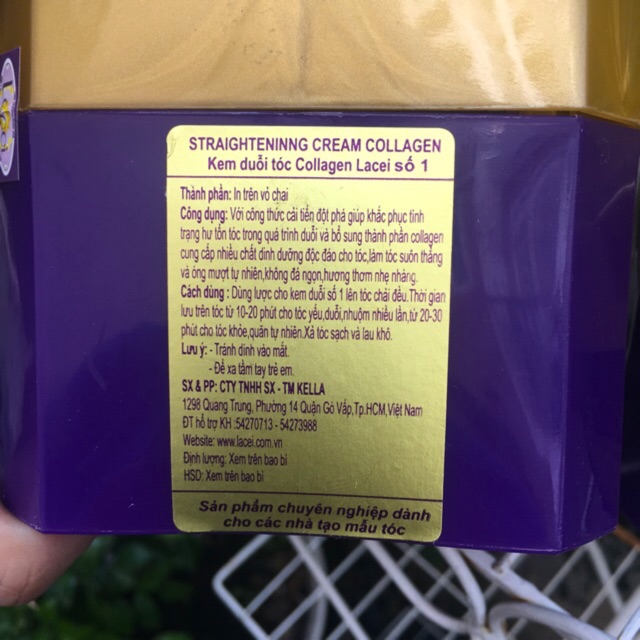 STRAIGHTENINNG CREAM COLLAGEN
Kem duỗi tóc Collagen Lacei số 1
Thành phần: In trên vỏ chai
Công dụng: Với công thức cải tiến đột phá giúp khắc phục tình
trạng hư tổn tóc trong quá trình duỗi và bổ sung thành phần collagen
cung cấp nhiều chất dinh dưỡng độc đáo cho tóc,làm tóc suôn thẳng
và óng mượt tự nhiên,không đá ngọn,hương thơm nhẹ nhàng.
Cách dùng : Dùng lược cho kem duỗi số 1 lên tóc chải đều.Thời gian
lưu trên tóc từ 10-20 phút cho tóc yếu,duỗi,nhuộm nhiều lần,từ 20-30
phút cho tóc khỏe,quăn tự nhiên.Xả tóc sạch và lau khô.
Lưu ý: - Tránh dính vào mắt.
- Để xa tầm tay trẻ em.
SX & PP: CTY TNHH SX - TM KELLA
1298 Quang Trung, Phường 14 Quận Gò Vấp,Tp.HCM,Việt Nam
ĐT hỗ trợ KH :54270713 - 54273988
Website: www.lacei.com.vn
Định lượng: Xem trên bao bì
HSD: Xem trên bao bì
Sản phẩm chuyên nghiệp dành
cho các nhà tạo mẫu tóc